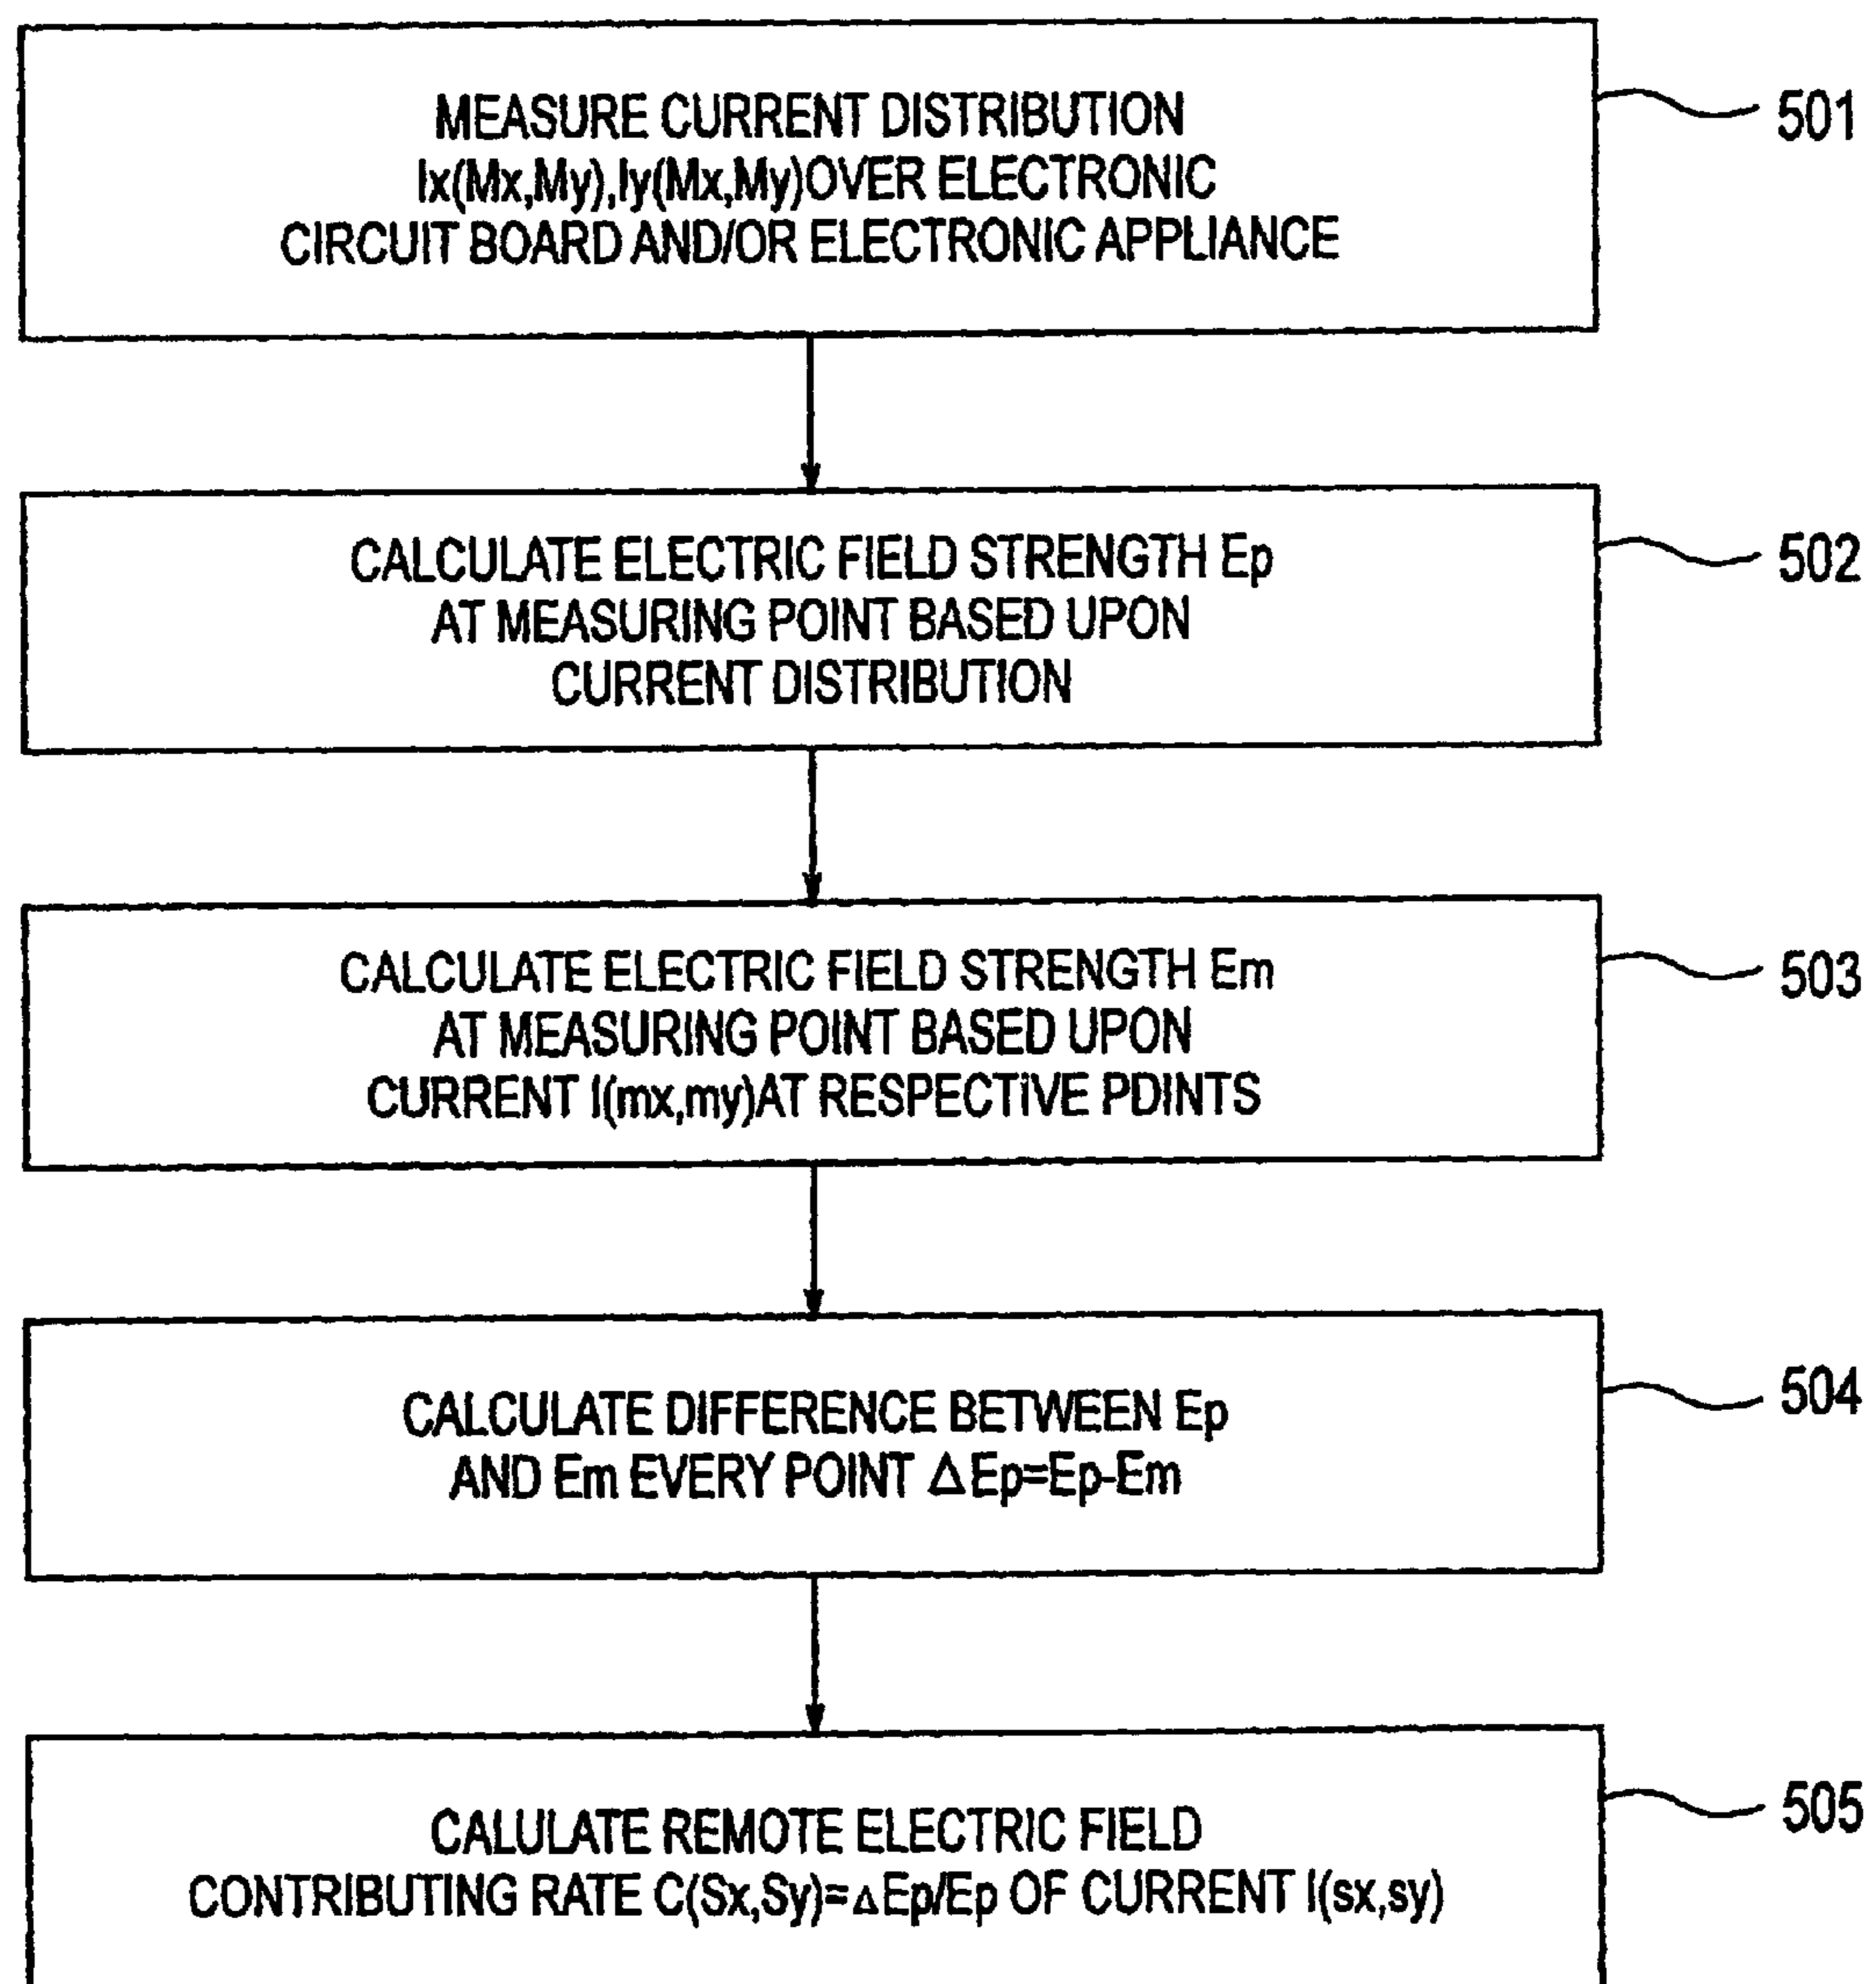 MEASURE CURRENT DISTRIBUTION
Ix(Mx,My),Iy(Mx,My)OVER ELECTRONIC
CIRCUIT BOARD AND/OR ELECTRONIC APPLIANCE
501
CALCULATE ELECTRIC FIELD STRENGTH Ep
AT MEASURING POINT BASED UPON
CURRENT DISTRIBUTION
502
CALCULATE ELECTRIC FIELD STRENGTH Em
AT MEASURING POINT BASED UPON
CURRENT I(mx,my)AT RESPECTiVE PDINTS
503
CALCULATE DIFFERENCE BETWEEN Ep
AND Em EVERY POINT ΔEp=Ep-Em
504
CALULATE REMOTE ELECTRIC FIELD
CONTRIBUTING RATE C(Sx,Sy)=ΔEp/Ep OF CURRENT I(sx,sy)
505